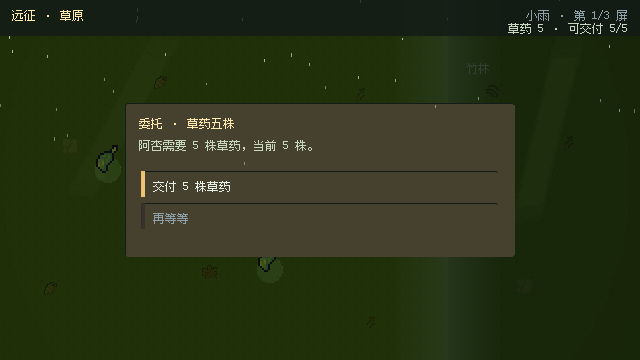 远征 · 草原
小雨 · 第 1/3 屏
草药 5 · 可交付 5/5
竹林
委托 · 草药五株
阿杏需要 5 株草药，当前 5 株。
交付 5 株草药
再等等